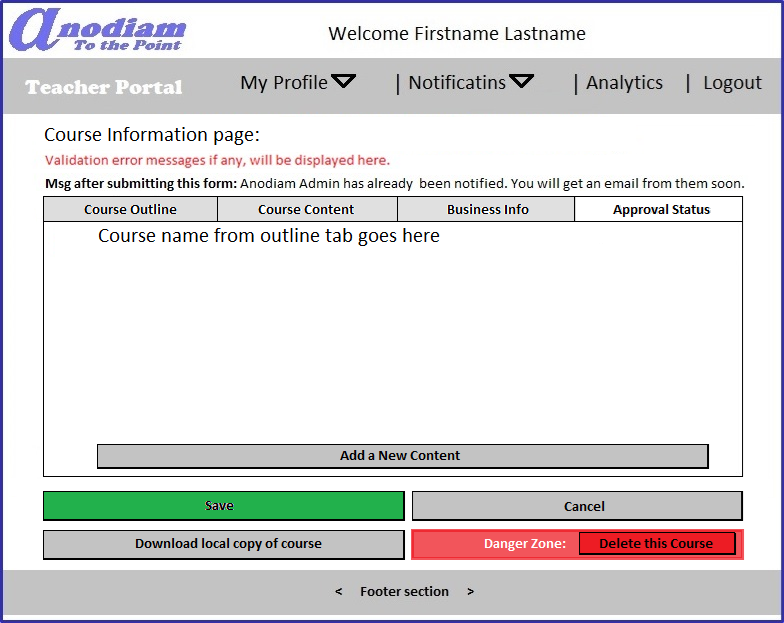 Anodiam
To the Point
Welcome Firstname Lastname
Teacher Portal
My Profile | Notificatins | Analytics | Logout
Course Information page:
Validation error messages if any, will be displayed here.
Msg after submitting this form: Anodiam Admin has already been notified. You will get an email from them soon.
Course Outline Course Content Business Info Approval Status
Course name from outline tab goes here
Add a New Content
Save Cancel
Download local copy of course Danger Zone: Delete this Course
< Footer section >